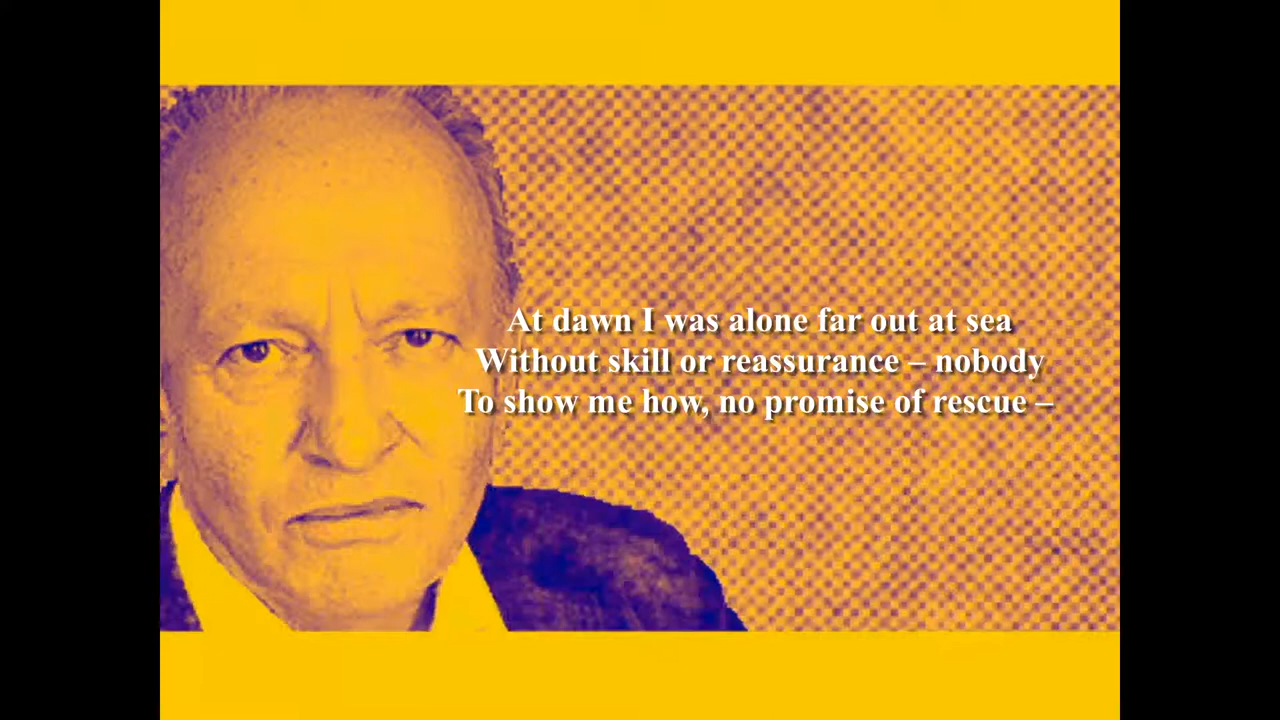 At dawn I was alone far out at sea
Without skill or reassurance – nobody
To show me how, no promise of rescue –